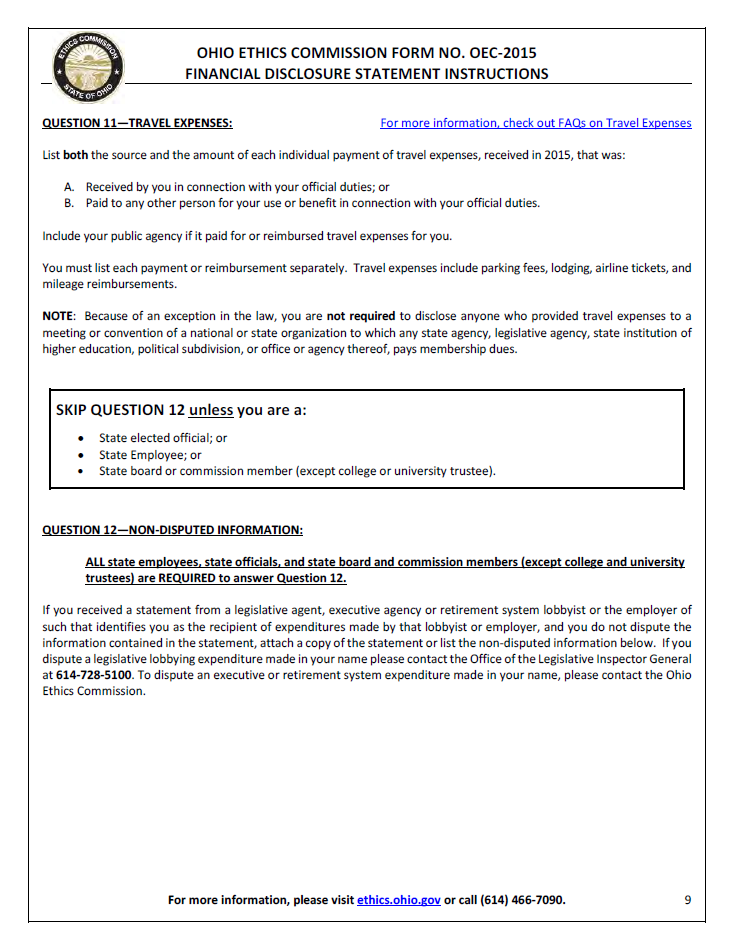 ETHICS COMMISSION
STATE OF OHIO
OHIO ETHICS COMMISSION FORM NO. OEC-2015
FINANCIAL DISCLOSURE STATEMENT INSTRUCTIONS
QUESTION 11—TRAVEL EXPENSES: For more information, check out FAQs on Travel Expenses
List both the source and the amount of each individual payment of travel expenses, received in 2015, that was:
A. Received by you in connection with your official duties; or
B. Paid to any other person for your use or benefit in connection with your official duties.
Include your public agency if it paid for or reimbursed travel expenses for you.
You must list each payment or reimbursement separately. Travel expenses include parking fees, lodging, airline tickets, and
mileage reimbursements.
NOTE: Because of an exception in the law, you are not required to disclose anyone who provided travel expenses to a
meeting or convention of a national or state organization to which any state agency, legislative agency, state institution of
higher education, political subdivision, or office or agency thereof, pays membership dues.
SKIP QUESTION 12 unless you are a:
• State elected official; or
• State Employee; or
• State board or commission member (except college or university trustee).
QUESTION 12—NON-DISPUTED INFORMATION:
ALL state employees, state officials, and state board and commission members (except college and university
trustees) are REQUIRED to answer Question 12.
If you received a statement from a legislative agent, executive agency or retirement system lobbyist or the employer of
such that identifies you as the recipient of expenditures made by that lobbyist or employer, and you do not dispute the
information contained in the statement, attach a copy of the statement or list the non-disputed information below. If you
dispute a legislative lobbying expenditure made in your name please contact the Office of the Legislative Inspector General
at 614-728-5100. To dispute an executive or retirement system expenditure made in your name, please contact the Ohio
Ethics Commission.
For more information, please visit ethics.ohio.gov or call (614) 466-7090. 9